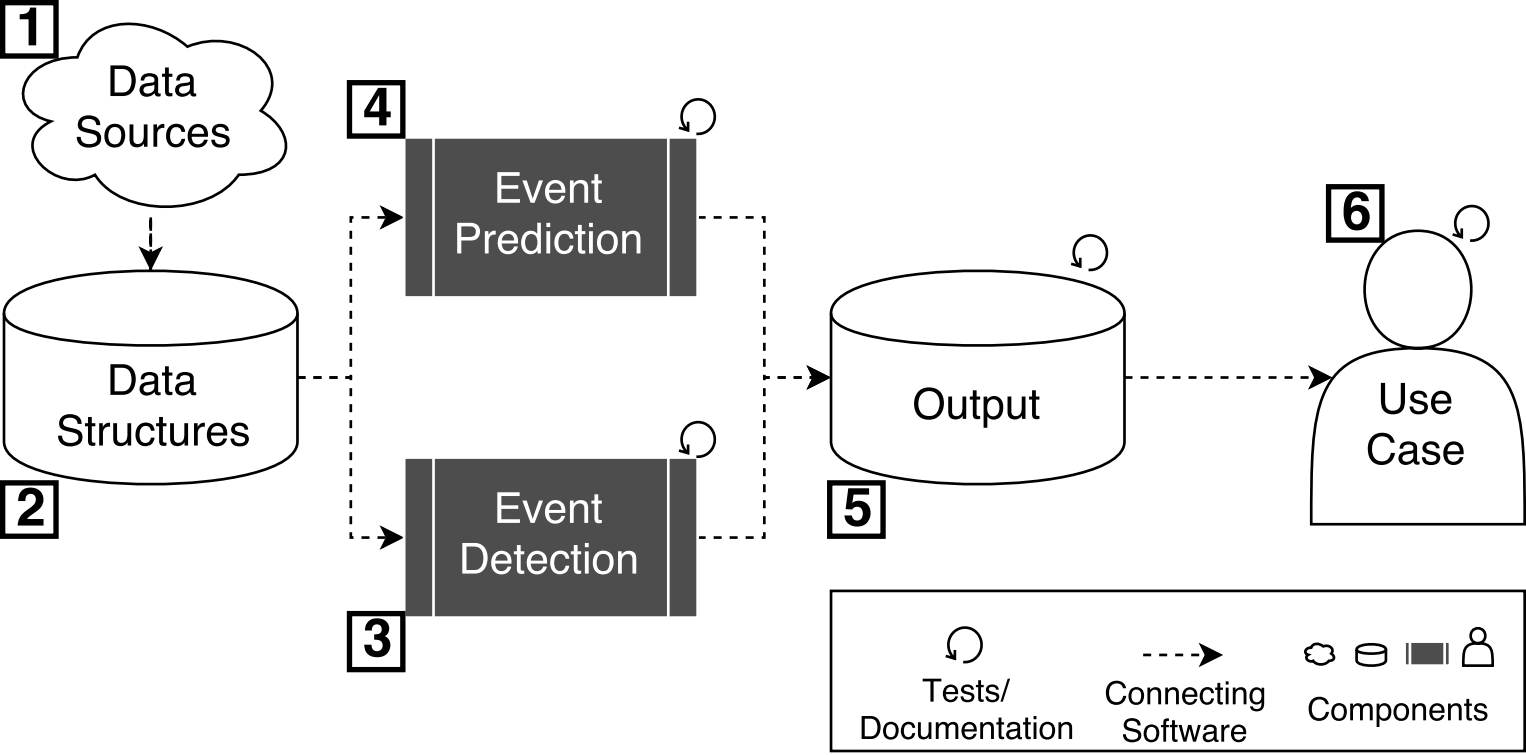 1
Data
Sources
2
Data
Structures
4
Event
Prediction
3
Event
Detection
5
Output
6
Use
Case
Tests/
Documentation
Connecting
Software
Components